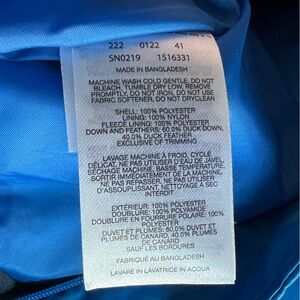 222 0122 41
SN0219 1516331
MADE IN BANGLADESH
MACHINE WASH COLD GENTLE, DO NOT
BLEACH, TUMBLE DRY LOW, REMOVE
PROMPTLY, DO NOT IRON, DO NOT USE
FABRIC SOFTENER, DO NOT DRYCLEAN
SHELL: 100% POLYESTER
LINING: 100% NYLON
FLEECE LINING: 100% POLYESTER
DOWN AND FEATHERS: 60.0% DUCK DOWN,
40.0% DUCK FEATHER
EXCLUSIVE OF TRIMMING
LAVAGE MACHINE À FROID, CYCLE
DÉLICAT, NE PAS UTILISER D'EAU DE JAVEL,
SÉCHAGE MACHINE, BASSE TEMPÉRATURE,
SORTIR IMMÉDIATEMENT DE LA MACHINE,
NE PAS REPASSER, NE PAS UTILISER
D'ASSOUPLISSANT, NETTOYAGE À SEC
INTERDIT
EXTÉRIEUR: 100% POLYESTER
DOUBLURE: 100% POLYAMIDE
DOUBLURE EN FOURRURE POLAIRE: 100%
POLYESTER
DUVET ET PLUMES: 60.0% DUVET DE
PLUMES DE CANARD, 40.0% PLUMES
DE CANARD
SAUF LES BORDURES
FABRIQUÉ AU BANGLADESH
LAVARE IN LAVATRICE IN ACQUA